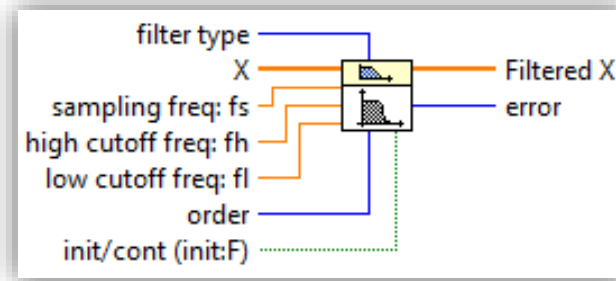 filter type
X
Filtered X
sampling freq: fs
error
high cutoff freq: fh
low cutoff freq: fl
order
init/cont (init:F)